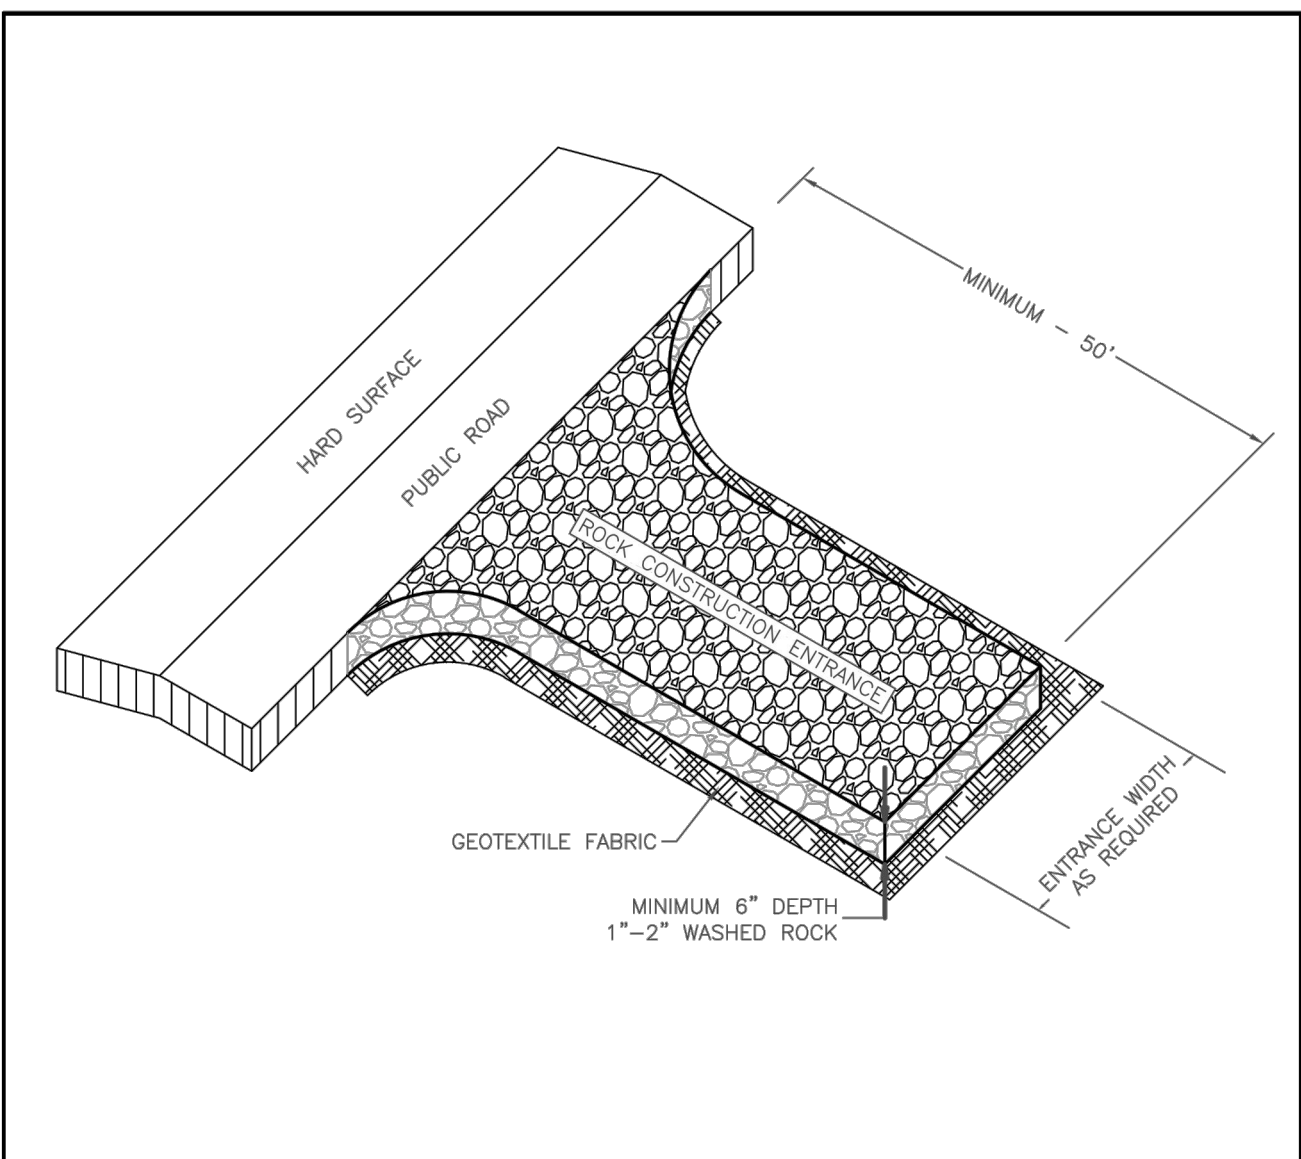 MINIMUM - 50'
HARD SURFACE
PUBLIC ROAD
ROCK CONSTRUCTION ENTRANCE
ENTRANCE WIDTH
AS REQUIRED
GEOTEXTILE FABRIC
MINIMUM 6" DEPTH
1"-2" WASHED ROCK